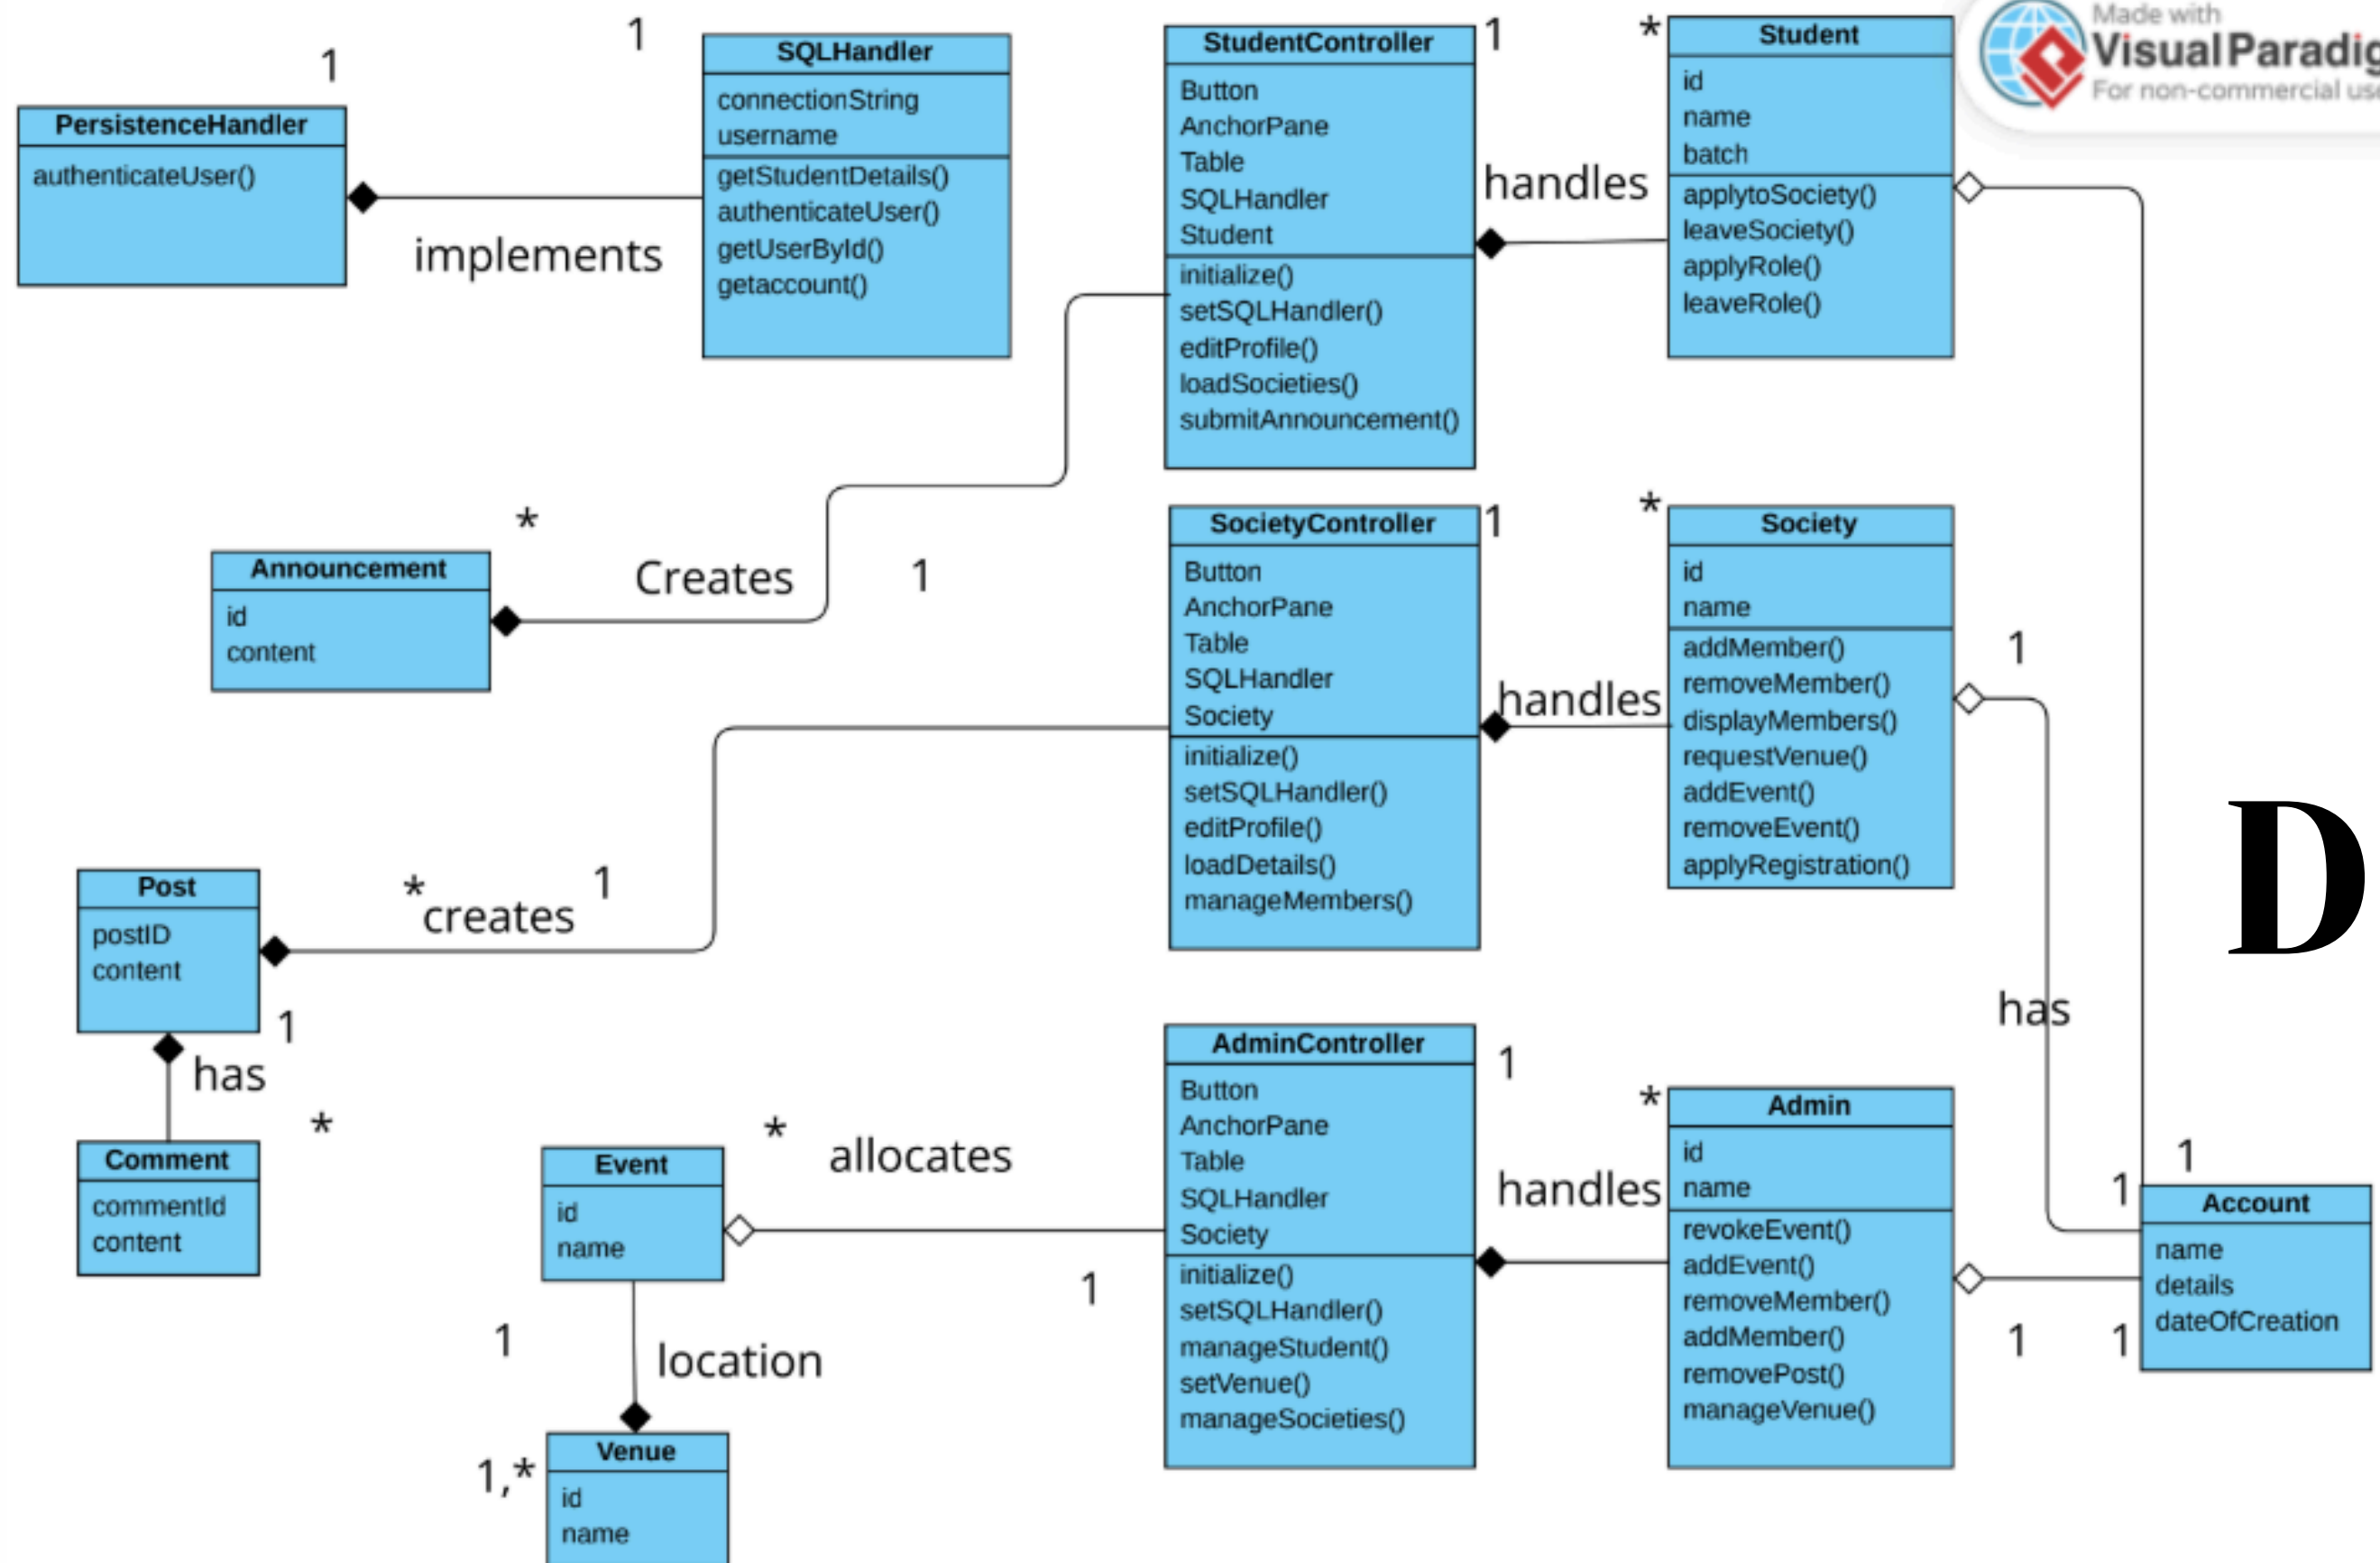 Made with
Visual Paradig
For non-commercial use
1
1
PersistenceHandler
authenticateUser()
implements
SQLHandler
connectionString
username
getStudentDetails()
authenticateUser()
getUserById()
getaccount()
StudentController
Button
AnchorPane
Table
SQLHandler
Student
initialize()
setSQLHandler()
editProfile()
loadSocieties()
submitAnnouncement()
1
*
handles
Student
id
name
batch
applytoSociety()
leaveSociety()
applyRole()
leaveRole()
*
Creates
1
Announcement
id
content
SocietyController
Button
AnchorPane
Table
SQLHandler
Society
initialize()
setSQLHandler()
editProfile()
loadDetails()
manageMembers()
1
*
handles
Society
id
name
addMember()
removeMember()
displayMembers()
requestVenue()
addEvent()
removeEvent()
applyRegistration()
1
has
D
Post
postID
content
*
creates
1
1
has
*
Comment
commentId
content
Event
id
name
*
allocates
1
1
location
1,*
Venue
id
name
AdminController
Button
AnchorPane
Table
SQLHandler
Society
initialize()
setSQLHandler()
manageStudent()
setVenue()
manageSocieties()
1
*
handles
Admin
id
name
revokeEvent()
addEvent()
removeMember()
addMember()
removePost()
manageVenue()
1
1
1
1
Account
name
details
dateOfCreation